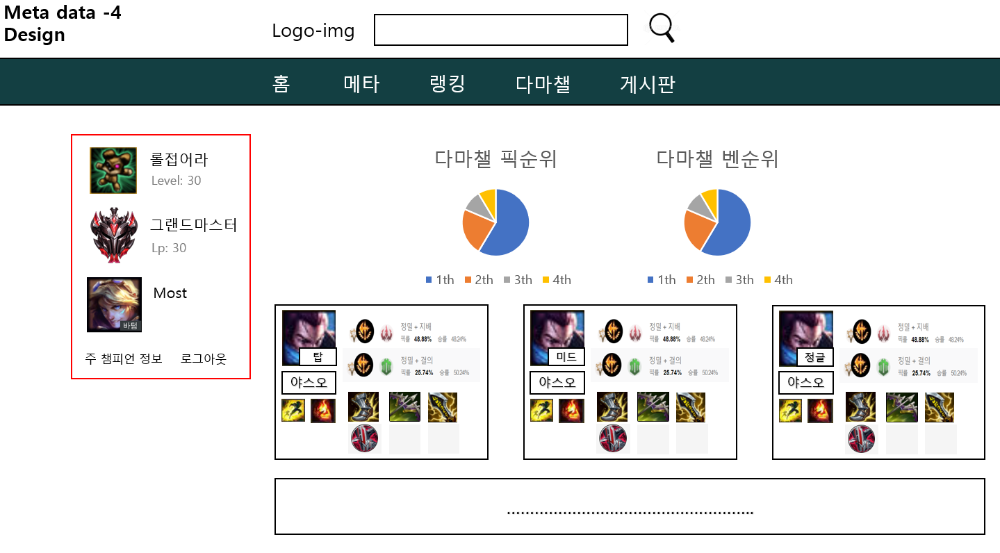 Meta data -4
Design
Logo-img
홈 메타 랭킹 다마챌 게시판
롤접어라
Level: 30
그랜드마스터
Lp: 30
Most
바텀
주 챔피언 정보 로그아웃
다마챌 픽순위
1th 2th 3th 4th
다마챌 벤순위
1th 2th 3th 4th
탑
야스오
정밀 + 지배
픽률 48.88% 승률 48.24%
정밀 + 결의
픽률 25.74% 승률 50.24%
미드
야스오
정밀 + 지배
픽률 48.88% 승률 48.24%
정밀 + 결의
픽률 25.74% 승률 50.24%
정글
야스오
정밀 + 지배
픽률 48.88% 승률 48.24%
정밀 + 결의
픽률 25.74% 승률 50.24%
......................................................